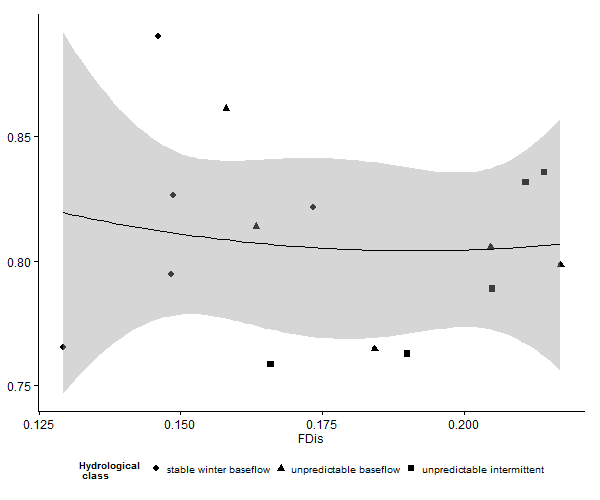 0.85
0.80
0.75
0.125 0.150 0.175 0.200
FDis
Hydrological
class
stable winter baseflow unpredictable baseflow unpredictable intermittent